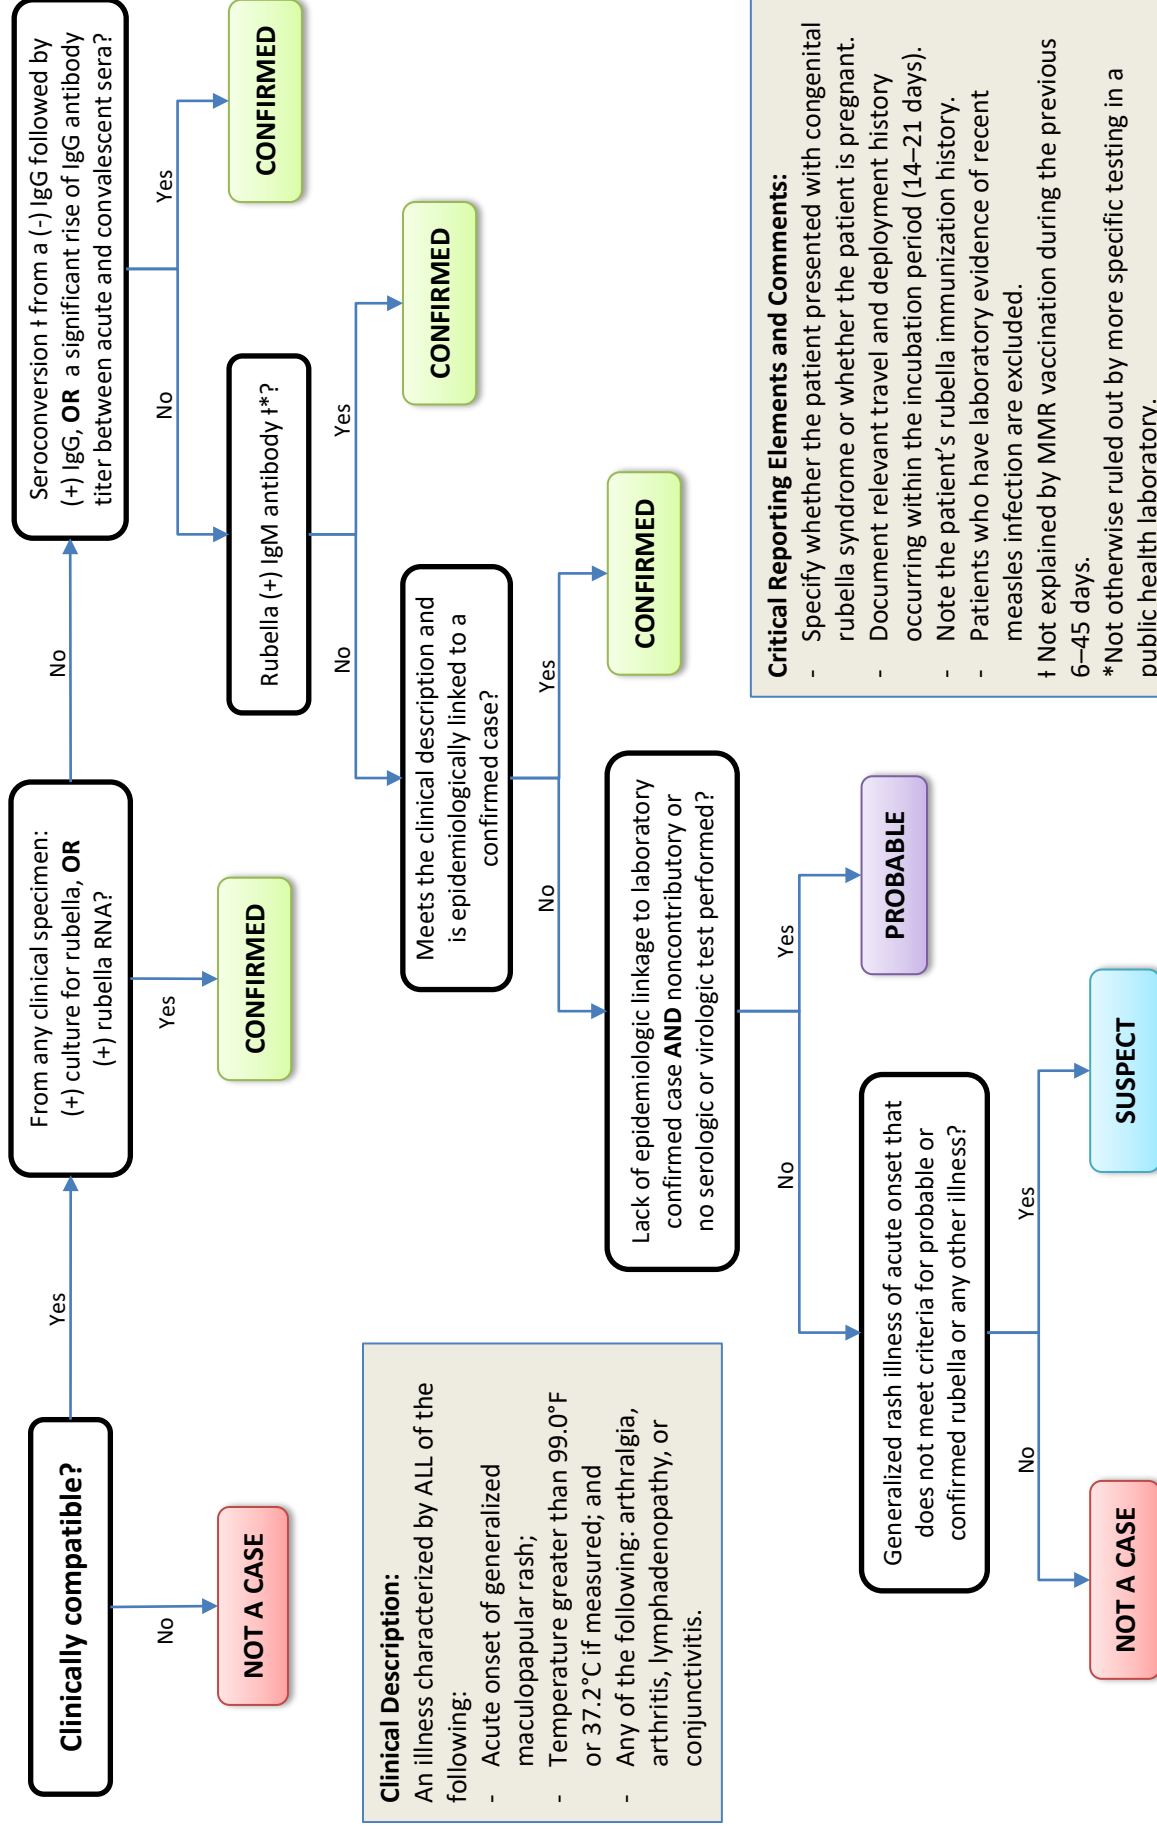 Clinically compatible?
Yes
No
NOT A CASE
From any clinical specimen:
(+) culture for rubella, OR
(+) rubella RNA?
No
Yes
CONFIRMED
Seroconversion ƚ from a (-) IgG followed by
(+) IgG, OR a significant rise of IgG antibody
titer between acute and convalescent sera?
No
Yes
CONFIRMED
Rubella (+) IgM antibody ƚ*?
No
Yes
CONFIRMED
Meets the clinical description and
is epidemiologically linked to a
confirmed case?
No
Yes
CONFIRMED
Lack of epidemiologic linkage to laboratory
confirmed case AND noncontributory or
no serologic or virologic test performed?
No
Yes
PROBABLE
Generalized rash illness of acute onset that
does not meet criteria for probable or
confirmed rubella or any other illness?
No
Yes
NOT A CASE
SUSPECT
Clinical Description:
An illness characterized by ALL of the
following:
- Acute onset of generalized
maculopapular rash;
- Temperature greater than 99.0°F
or 37.2°C if measured; and
- Any of the following: arthralgia,
arthritis, lymphadenopathy, or
conjunctivitis.
Critical Reporting Elements and Comments:
- Specify whether the patient presented with congenital
rubella syndrome or whether the patient is pregnant.
- Document relevant travel and deployment history
occurring within the incubation period (14–21 days).
- Note the patient’s rubella immunization history.
- Patients who have laboratory evidence of recent
measles infection are excluded.
ƚ Not explained by MMR vaccination during the previous
6–45 days.
*Not otherwise ruled out by more specific testing in a
public health laboratory.